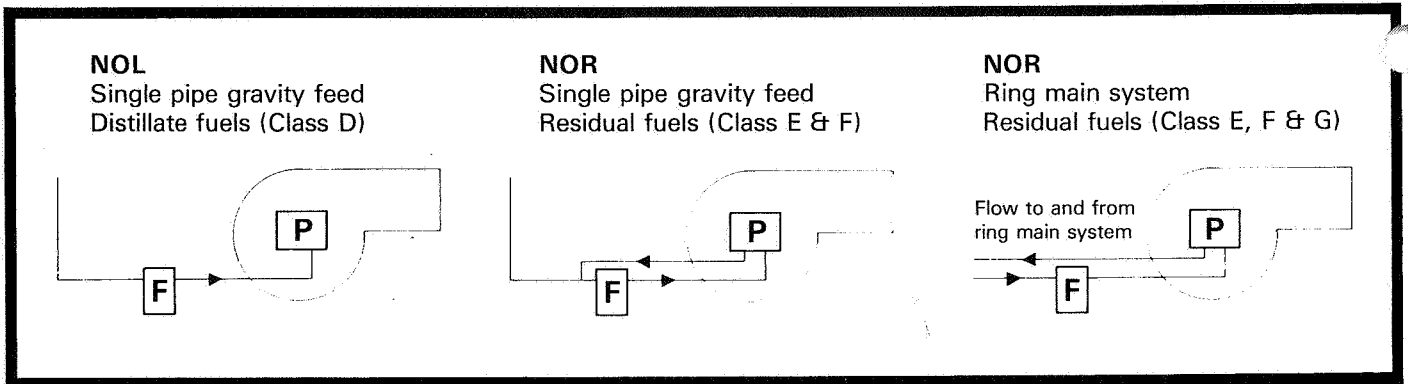 NOL
Single pipe gravity feed
Distillate fuels (Class D)
NOR
Single pipe gravity feed
Residual fuels (Class E & F)
NOR
Ring main system
Residual fuels (Class E, F & G)
P
F
P
F
Flow to and from
ring main system
P
F